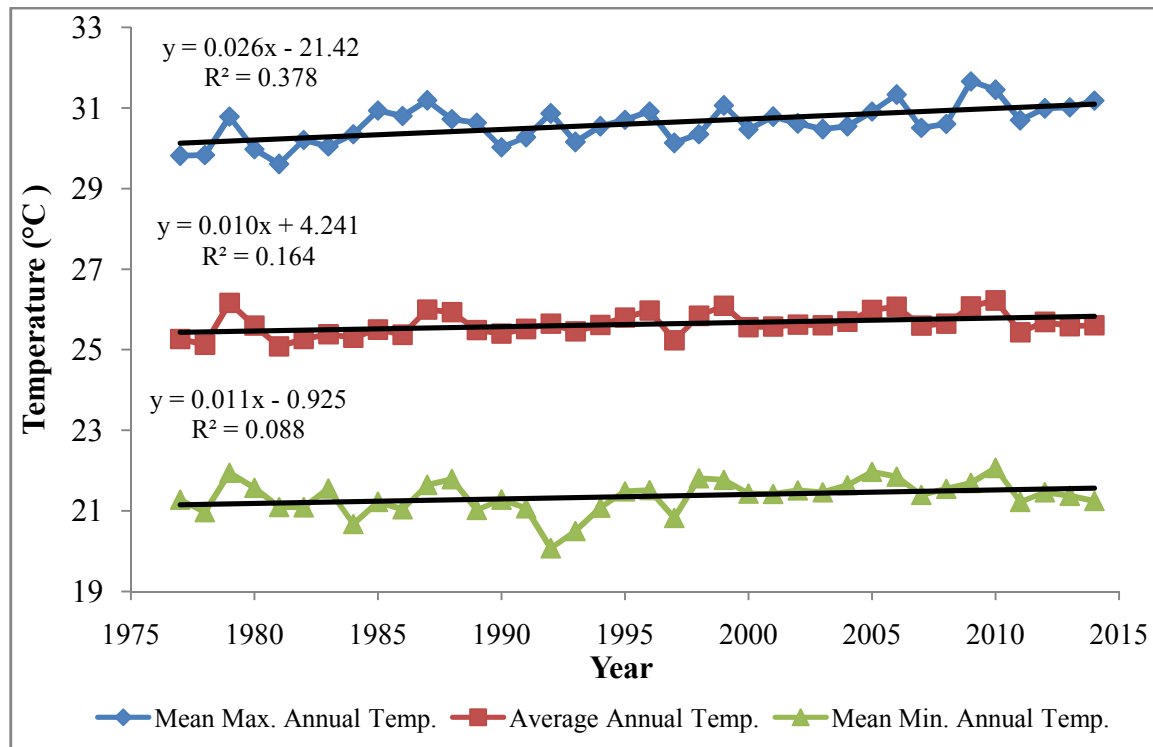 33
31
29
27
25
23
21
19
Temperature (°C )
y = 0.026x - 21.42
R² = 0.378
y = 0.010x + 4.241
R² = 0.164
y = 0.011x - 0.925
R² = 0.088
1975 1980 1985 1990 1995 2000 2005 2010 2015
Year
Mean Max. Annual Temp. Average Annual Temp. Mean Min. Annual Temp.